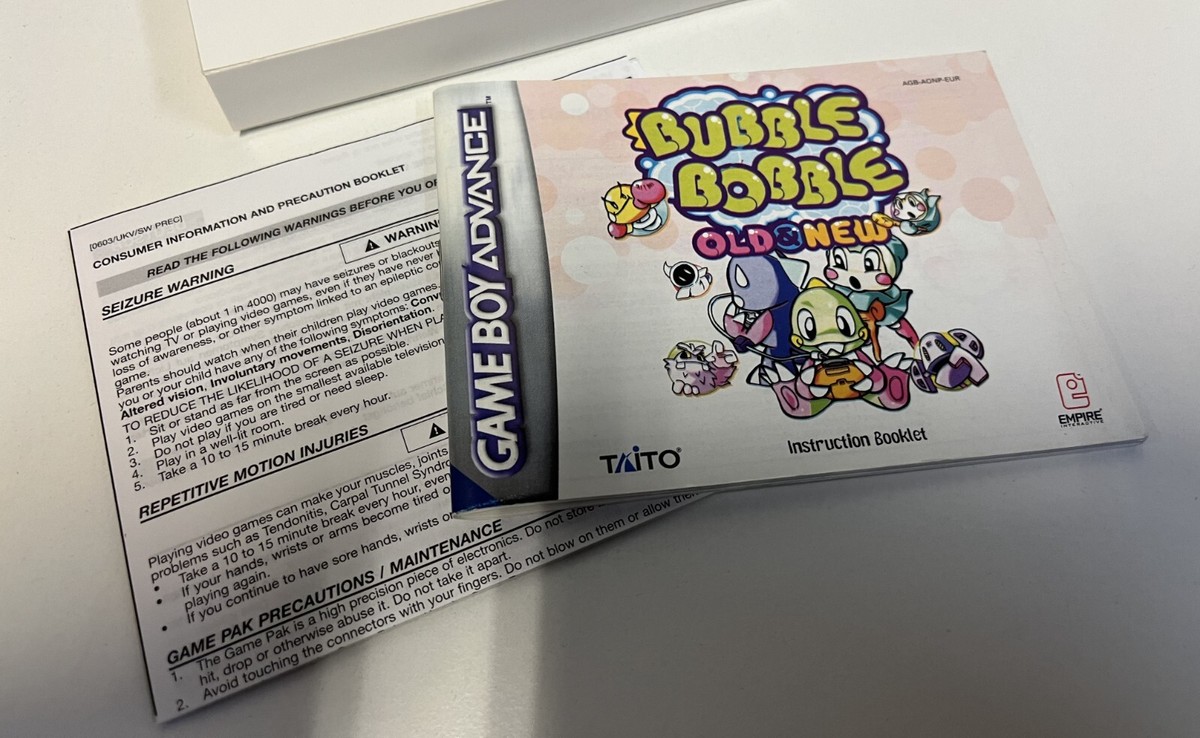 [0603/UKV/SW PREC]
CONSUMER INFORMATION AND PRECAUTION BOOKLET
READ THE FOLLOWING WARNINGS BEFORE YOU OR
SEIZURE WARNING
WARNING
Some people (about 1 in 4000) may have seizures or blackouts
watching TV or playing video games, even if they have never
loss of awareness, or other symptom linked to an epileptic
game.
Parents should watch when their children play video games.
you or your child have any of the following symptoms:
Altered vision, Involuntary movements, Disorientation.
TO REDUCE THE LIKELIHOOD OF A SEIZURE WHEN
1. Sit or stand as far from the screen as possible.
2. Play video games on the smallest available television
3. Do not play if you are tired or need sleep.
4. Play in a well-lit room.
5. Take a 10 to 15 minute break every hour.
REPETITIVE MOTION INJURIES
Playing video games can make your muscles, joints
problems such as Tendonitis, Carpal Tunnel
• Take a 10 to 15 minute break every hour, even
• If your hands, wrists or arms become tired
playing again.
• If you continue to have sore hands, wrists
GAME PAK PRECAUTIONS / MAINTENANCE
1. The Game Pak is a high precision piece of electronics. Do not store
hit, drop or otherwise abuse it. Do not take it apart.
2. Avoid touching the connectors with your fingers. Do not blow on them or allow
GAME BOY ADVANCE™
AGB-AONP-EUR
BUBBLE
BOBBLE
OLD & NEW
TAITO®
Instruction Booklet
EMPIRE
INTERACTIVE